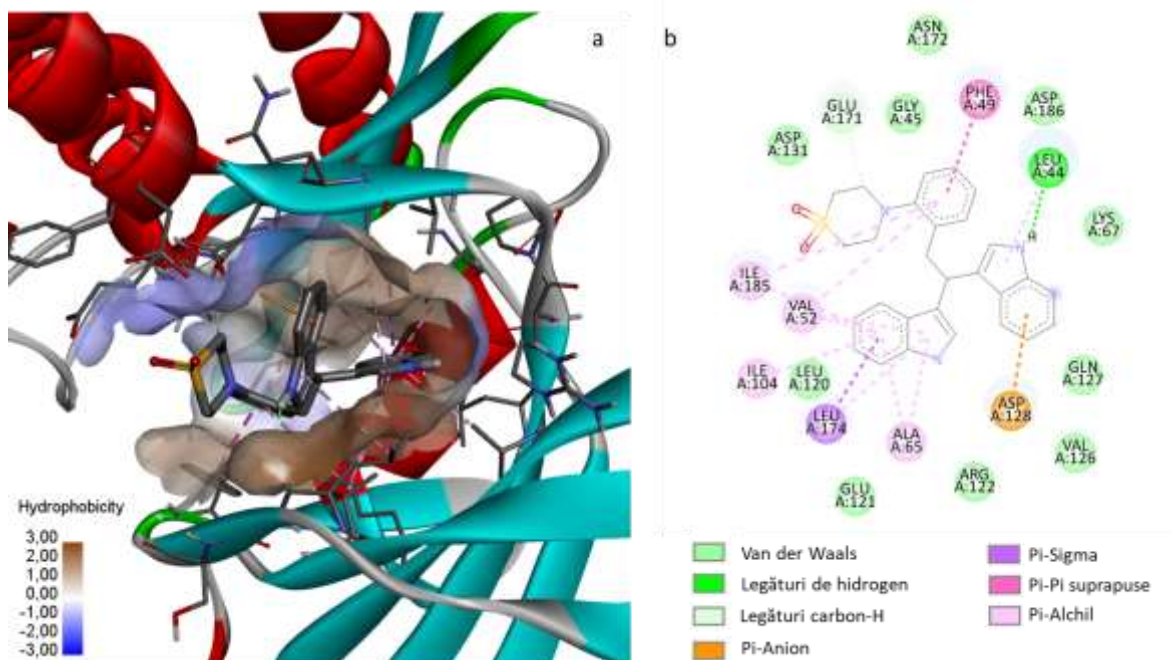 a
b
Hydrophobicity
3,00
2,00
1,00
0,00
-1,00
-2,00
-3,00
ASN
A:172
GLU
A:171
GLY
A:45
PHE
A:49
ASP
A:186
ASP
A:131
LEU
A:44
LYS
A:67
O
S
O
N
N
H
ILE
A:185
VAL
A:52
ILE
A:104
LEU
A:120
N
GLN
A:127
LEU
A:174
ALA
A:65
ASP
A:128
VAL
A:126
ARG
A:122
GLU
A:121
Van der Waals
Legături de hidrogen
Legături carbon-H
Pi-Anion
Pi-Sigma
Pi-Pi suprapuse
Pi-Alchil